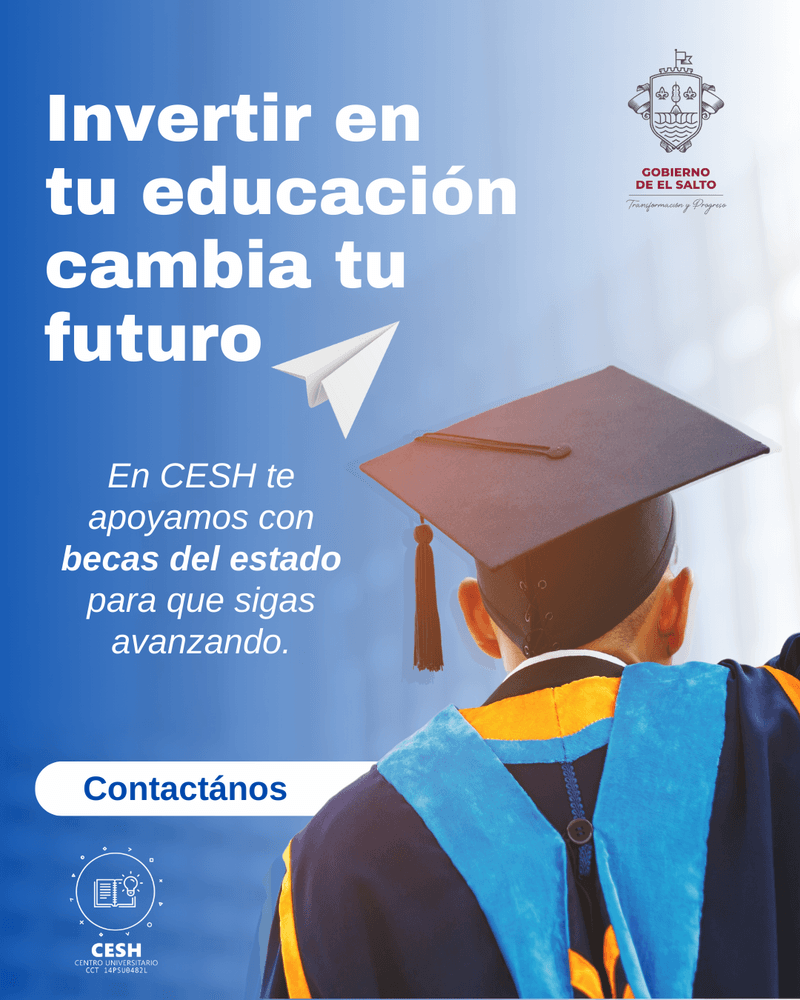 Invertir en
tu educación
cambia tu
futuro
GOBIERNO
DE EL SALTO
Transformación y Progreso
En CESH te
apoyamos con
becas del estado
para que sigas
avanzando.
Contactános
CESH
CENTRO UNIVERSITARIO
CCT 14PSU0482L